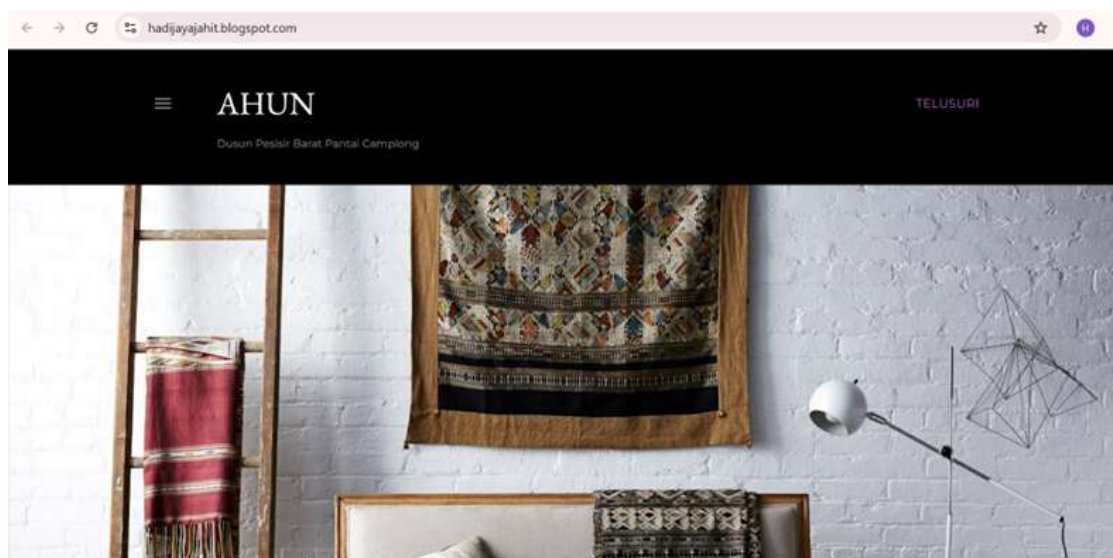 hadijayajahit.blogspot.com
H
AHUN
TELUSURI
Dusun Pesisir Barat Pantai Camplong